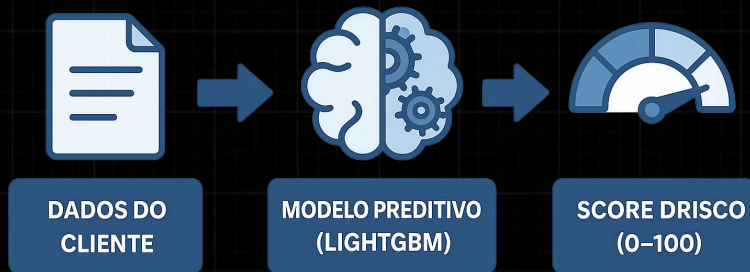 DADOS DO
CLIENTE
MODELO PREDITIVO
(LIGHTGBM)
SCORE DRISCO
(0–100)